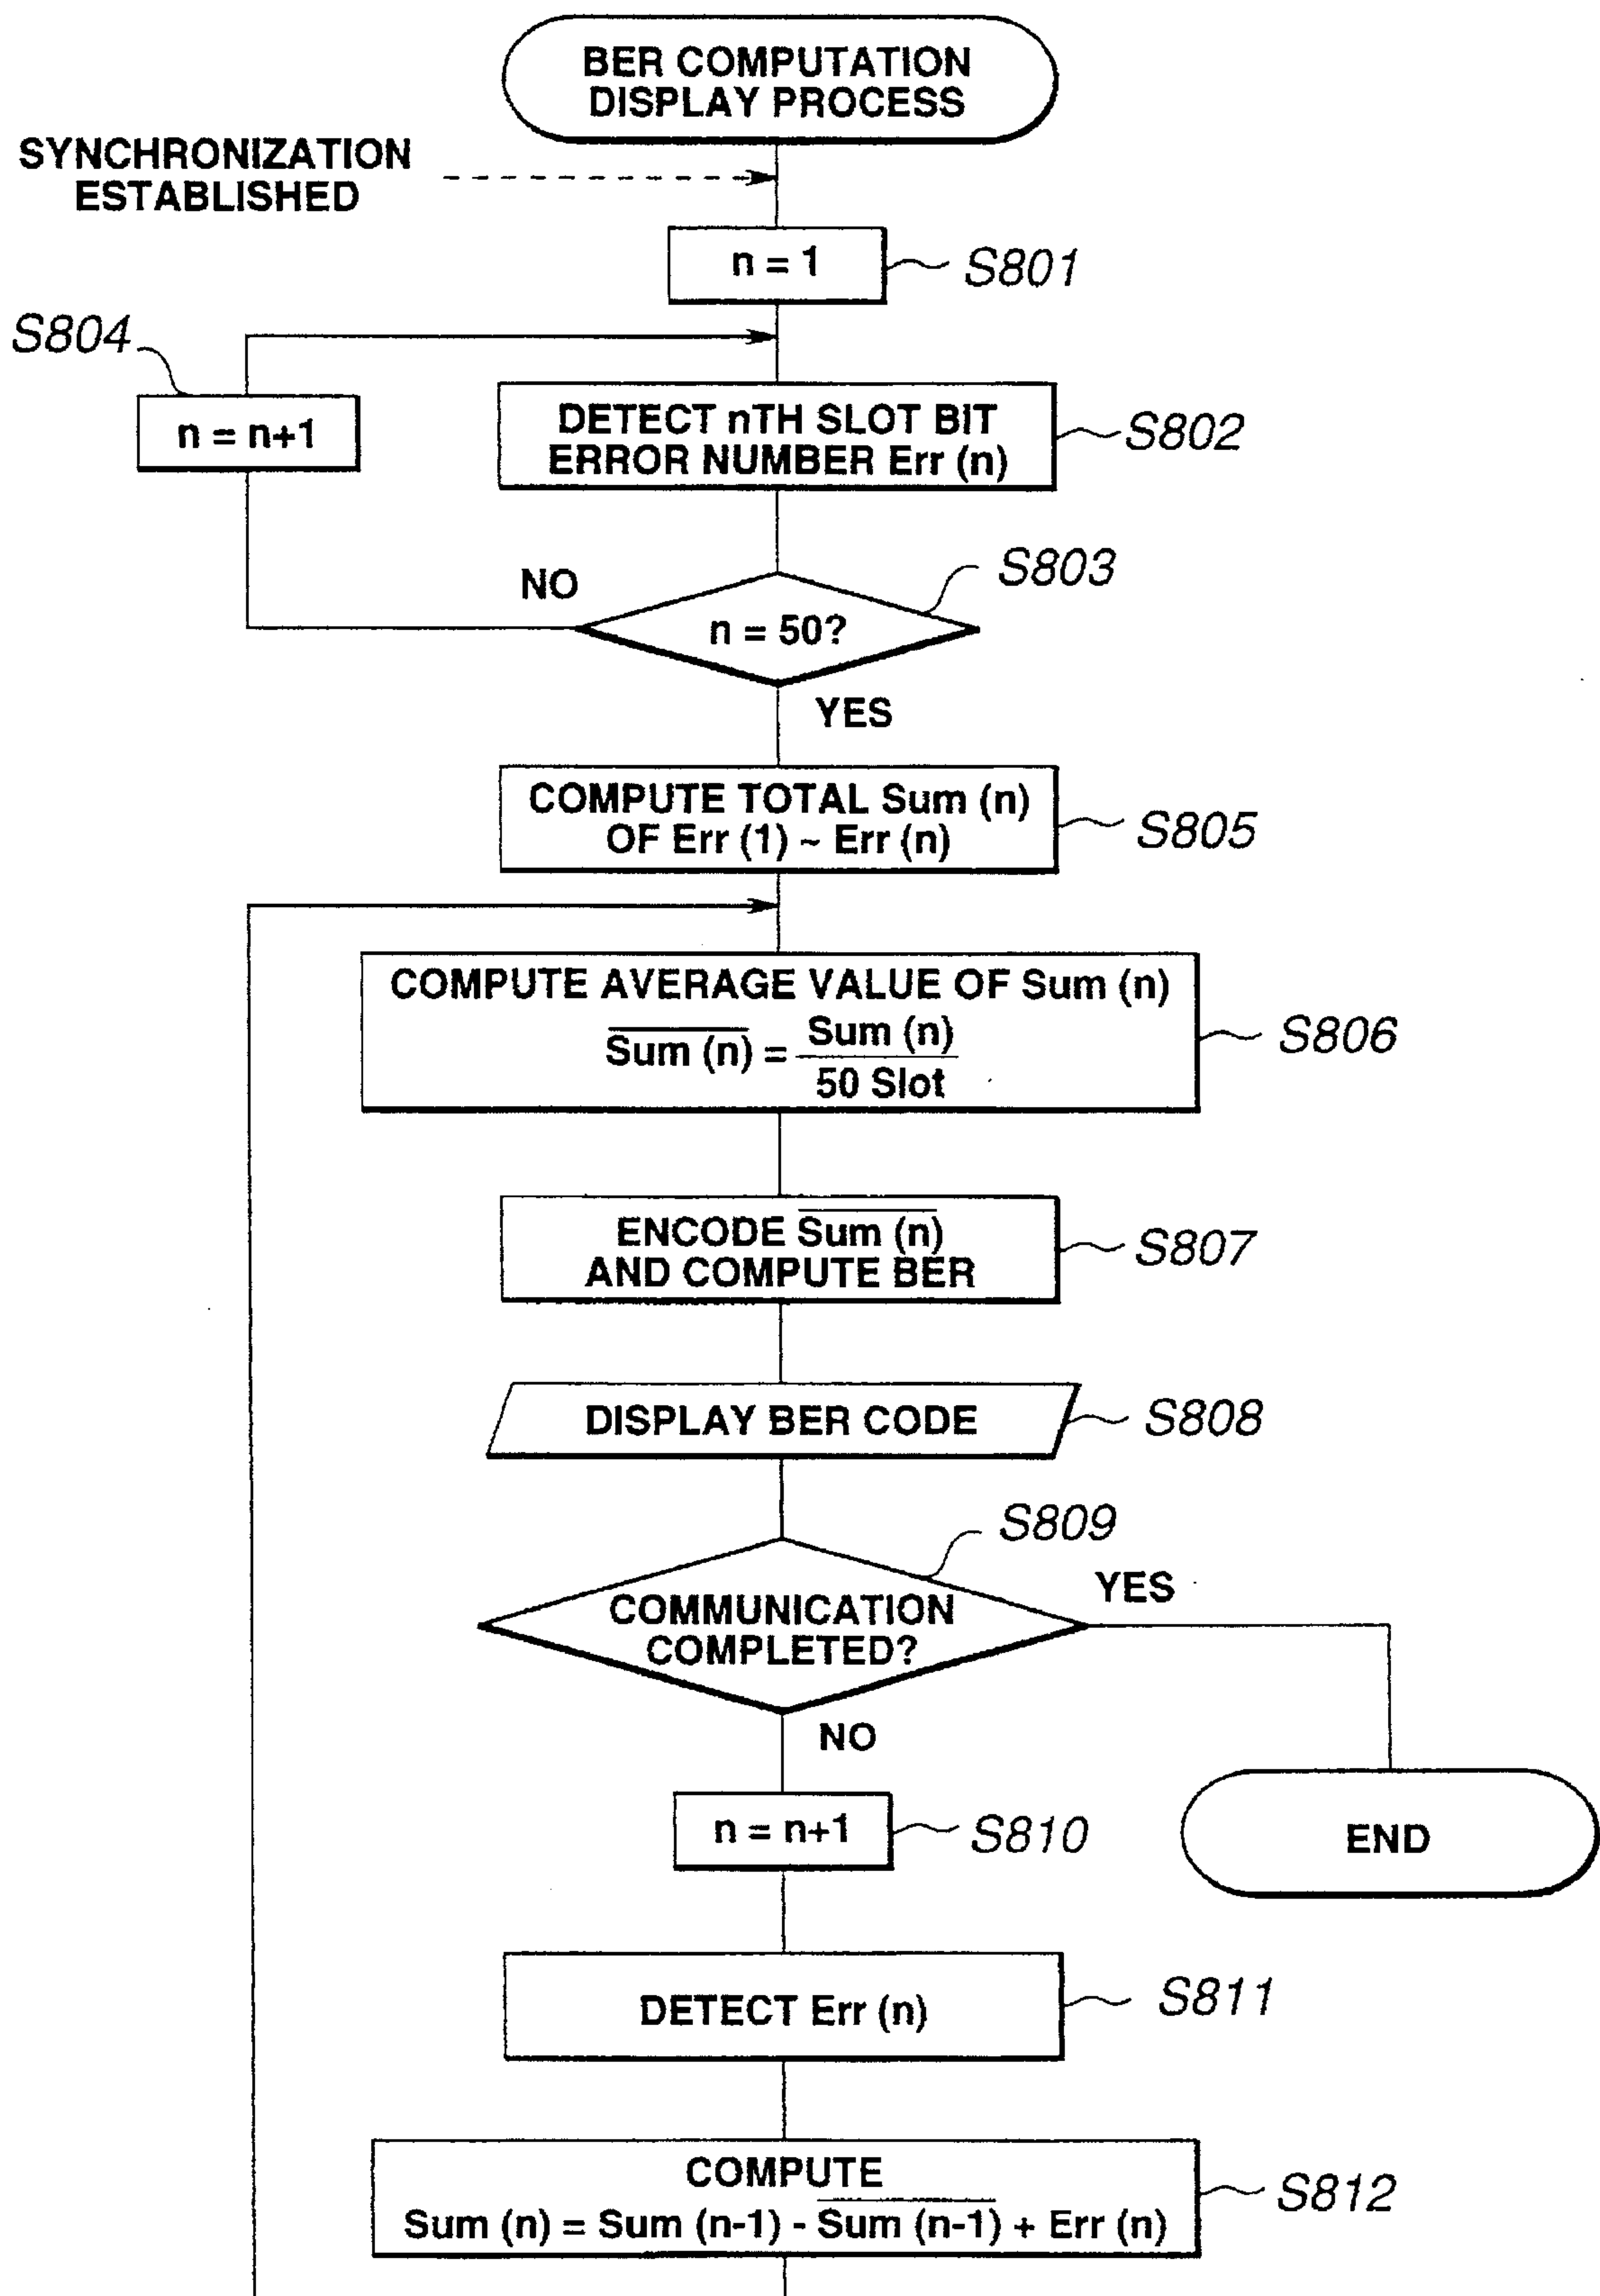 BER COMPUTATION
DISPLAY PROCESS
SYNCHRONIZATION
ESTABLISHED
n = 1
S801
S804
n = n+1
DETECT nTH SLOT BIT
ERROR NUMBER Err (n)
S802
NO
S803
n = 50?
YES
COMPUTE TOTAL Sum (n)
OF Err (1) ~ Err (n)
S805
COMPUTE AVERAGE VALUE OF Sum (n)
S̅u̅m̅ ̅(̅n̅)̅ = Sum (n)
50 Slot
S806
ENCODE S̅u̅m̅ ̅(̅n̅)̅
AND COMPUTE BER
S807
DISPLAY BER CODE
S808
S809
COMMUNICATION
COMPLETED?
YES
NO
n = n+1
S810
END
DETECT Err (n)
S811
COMPUTE
Sum (n) = Sum (n-1) - S̅u̅m̅ ̅(̅n̅-̅1̅)̅ + Err (n)
S812